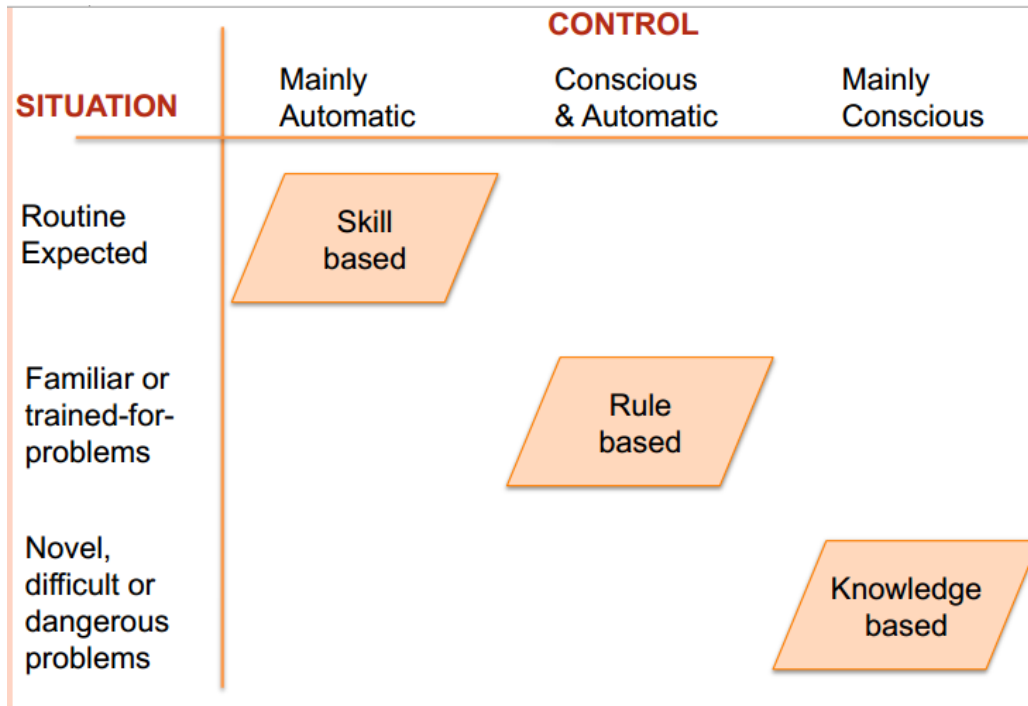 CONTROL
SITUATION
Mainly
Automatic
Conscious
& Automatic
Mainly
Conscious
Routine
Expected
Skill
based
Familiar or
trained-for-
problems
Rule
based
Novel,
difficult or
dangerous
problems
Knowledge
based